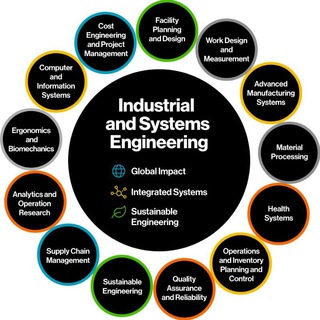 Industrial
and Systems
Engineering
Global Impact
Integrated Systems
Sustainable
Engineering
Facility
Planning
and Design
Work Design
and
Measurement
Advanced
Manufacturing
Systems
Material
Processing
Health
Systems
Operations
and Inventory
Planning and
Control
Quality
Assurance
and Reliability
Sustainable
Engineering
Supply Chain
Management
Analytics and
Operation
Research
Ergonomics
and
Biomechanics
Computer
and
Information
Systems
Cost
Engineering
and Project
Management